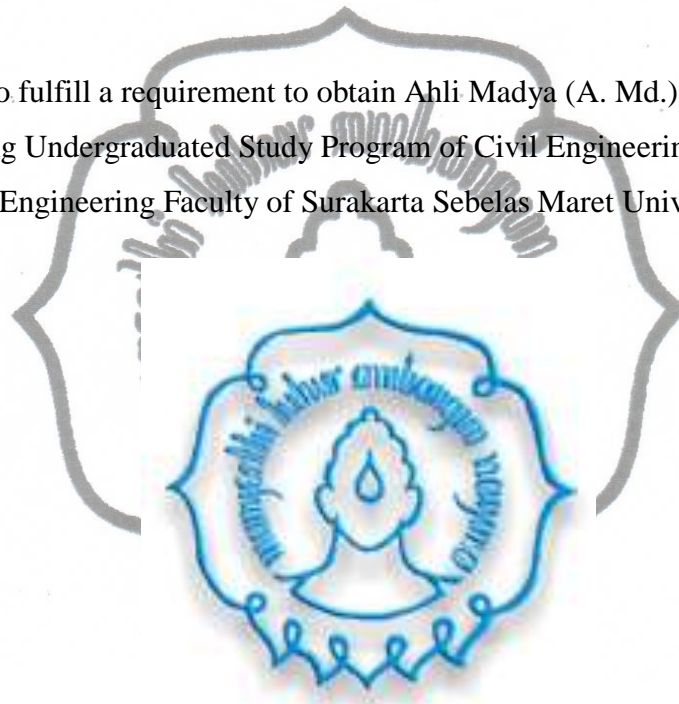 o fulfill a requirement to obtain Ahli Madya (A. Md.)
g Undergraduated Study Program of Civil Engineerin
Engineering Faculty of Surakarta Sebelas Maret Univ